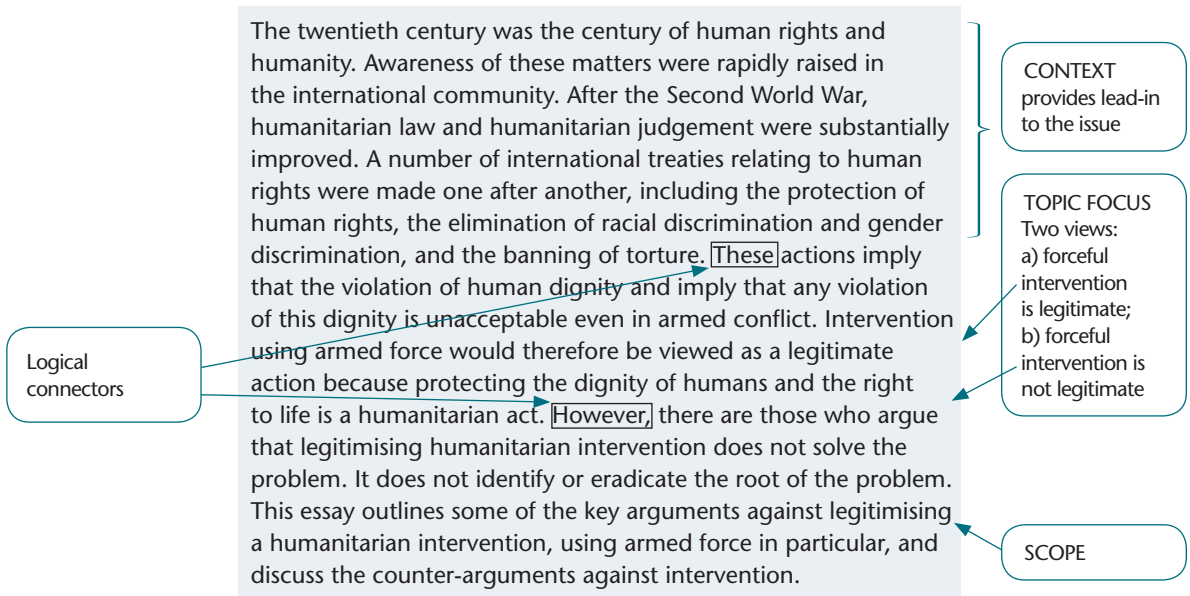 The twentieth century was the century of human rights and
humanity. Awareness of these matters were rapidly raised in
the international community. After the Second World War,
humanitarian law and humanitarian judgement were substantially
improved. A number of international treaties relating to human
rights were made one after another, including the protection of
human rights, the elimination of racial discrimination and gender
discrimination, and the banning of torture. These actions imply
that the violation of human dignity and imply that any violation
of this dignity is unacceptable even in armed conflict. Intervention
using armed force would therefore be viewed as a legitimate
action because protecting the dignity of humans and the right
to life is a humanitarian act. However, there are those who argue
that legitimising humanitarian intervention does not solve the
problem. It does not identify or eradicate the root of the problem.
This essay outlines some of the key arguments against legitimising
a humanitarian intervention, using armed force in particular, and
discuss the counter-arguments against intervention.
Logical
connectors
CONTEXT
provides lead-in
to the issue
TOPIC FOCUS
Two views:
a) forceful
intervention
is legitimate;
b) forceful
intervention is
not legitimate
SCOPE